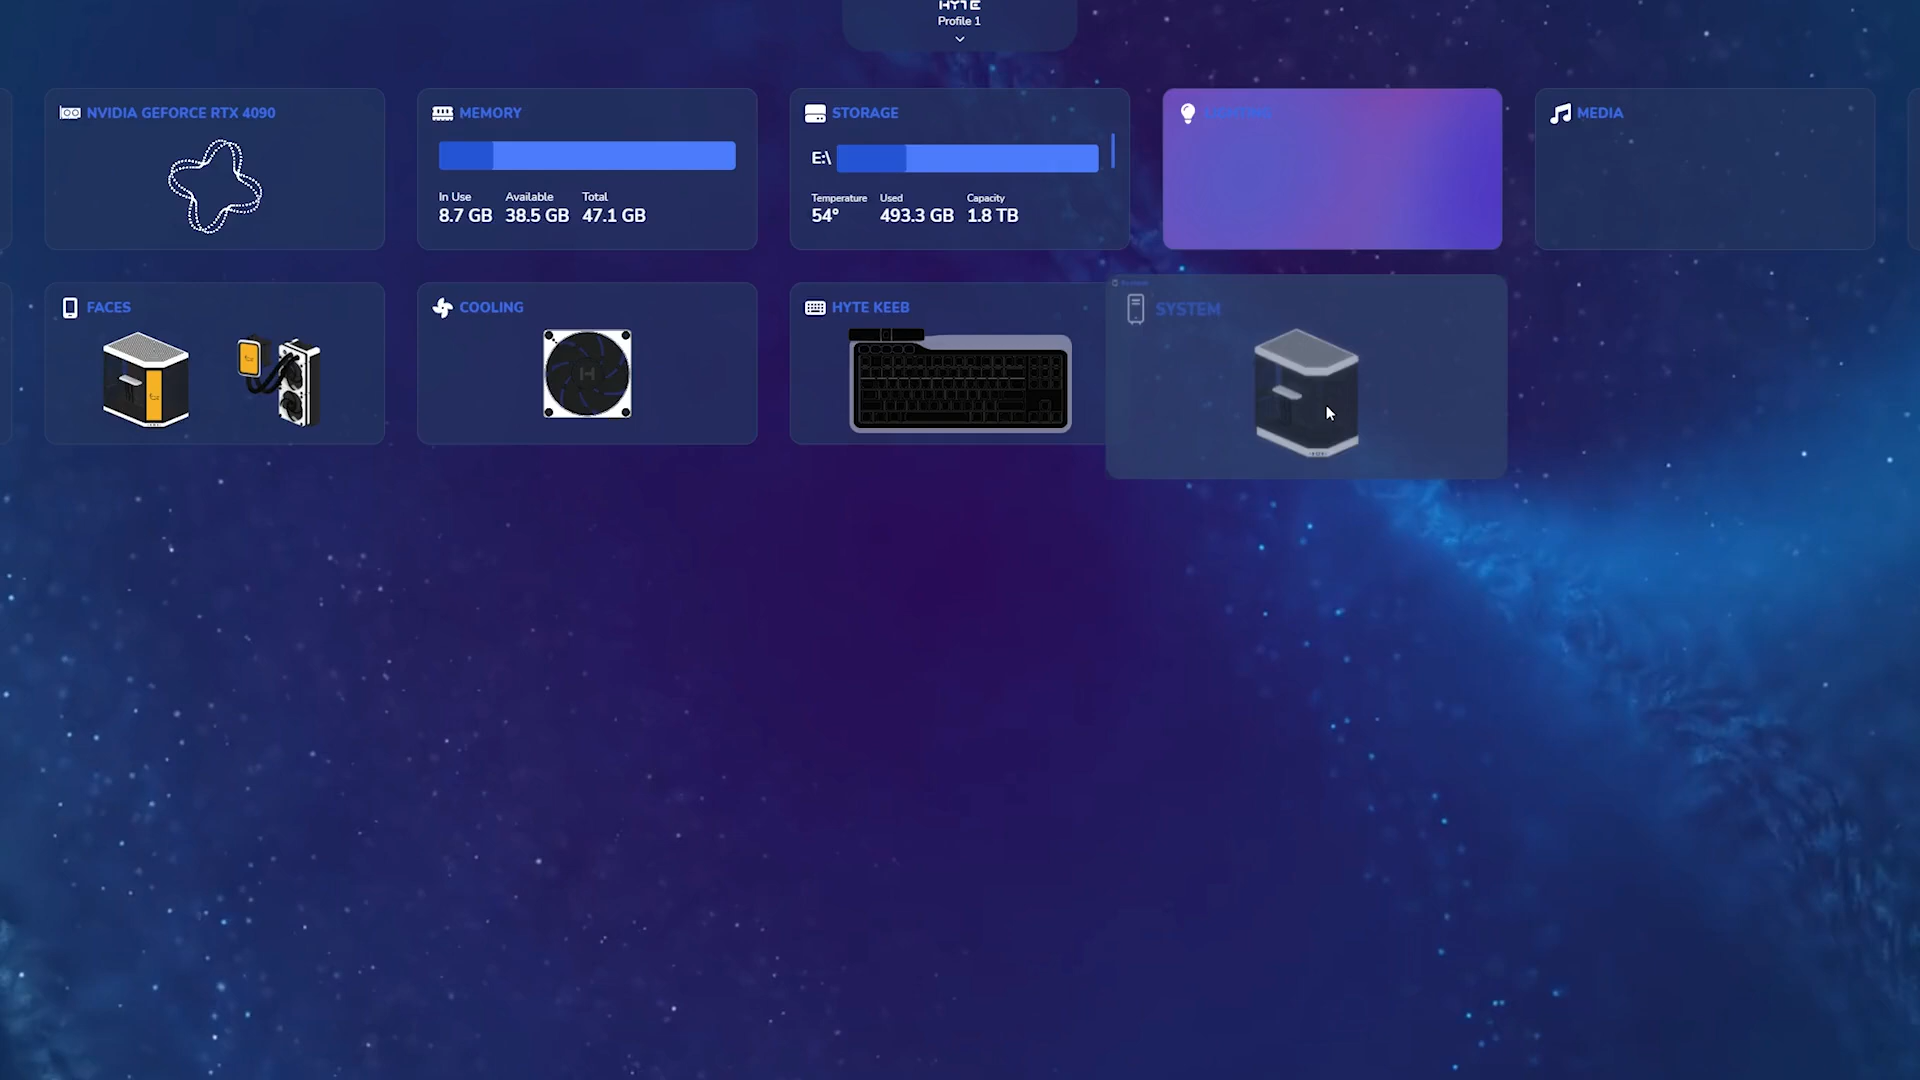 HYTE
Profile 1
NVIDIA GEFORCE RTX 4090
MEMORY
In Use
Available
Total
8.7 GB
38.5 GB
47.1 GB
STORAGE
E:\
Temperature
Used
Capacity
54°
493.3 GB
1.8 TB
LIGHTING
MEDIA
FACES
COOLING
HYTE KEEB
SYSTEM